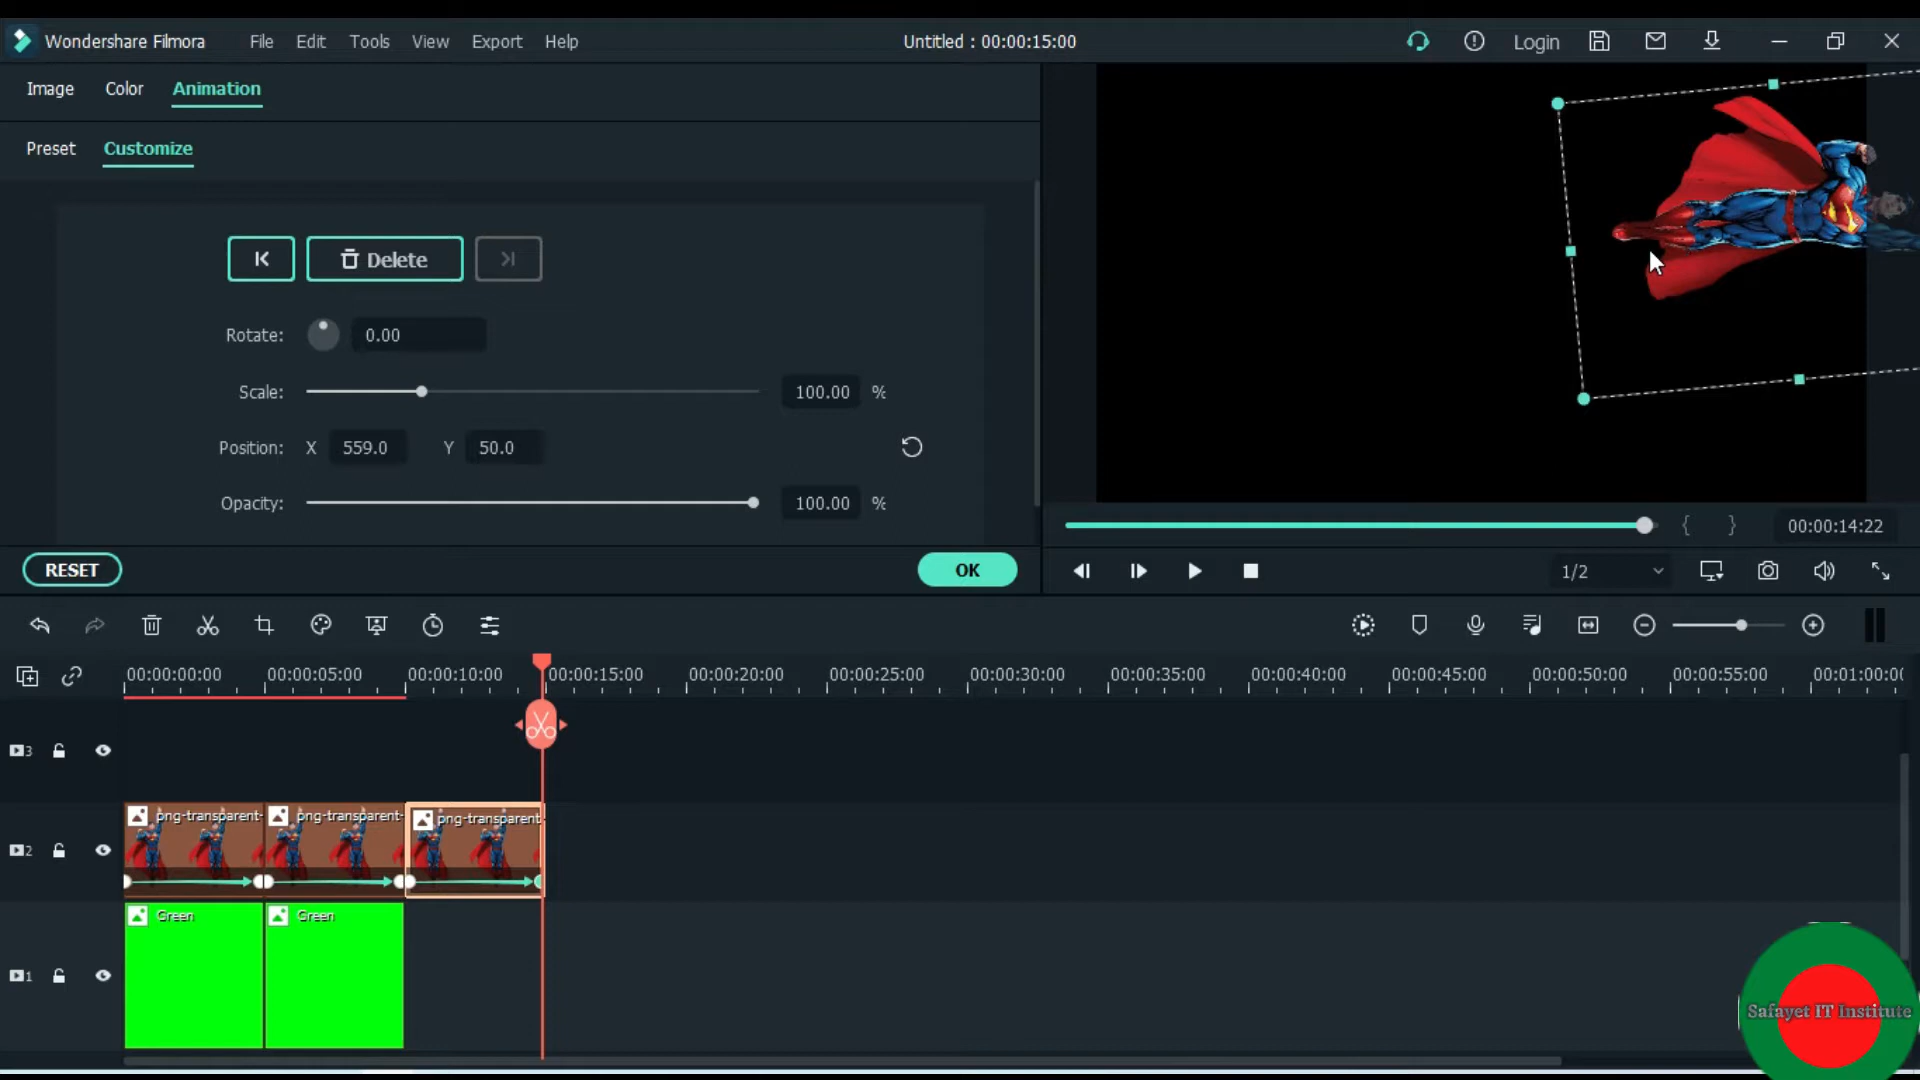 Wondershare Filmora File Edit Tools View Export Help Untitled : 00:00:15:00 Login
Image Color Animation
Preset Customize
Delete
Rotate: 0.00
Scale: 100.00 %
Position: X 559.0 Y 50.0
Opacity: 100.00 %
{ } 00:00:14:22
RESET OK
1/2
00:00:00:00 00:00:05:00 00:00:10:00 00:00:15:00 00:00:20:00 00:00:25:00 00:00:30:00 00:00:35:00 00:00:40:00 00:00:45:00 00:00:50:00 00:00:55:00 00:01:00:0
3
png-transparent- png-transparent- png-transparent-
2
Green Green
1
Safayet IT Institute